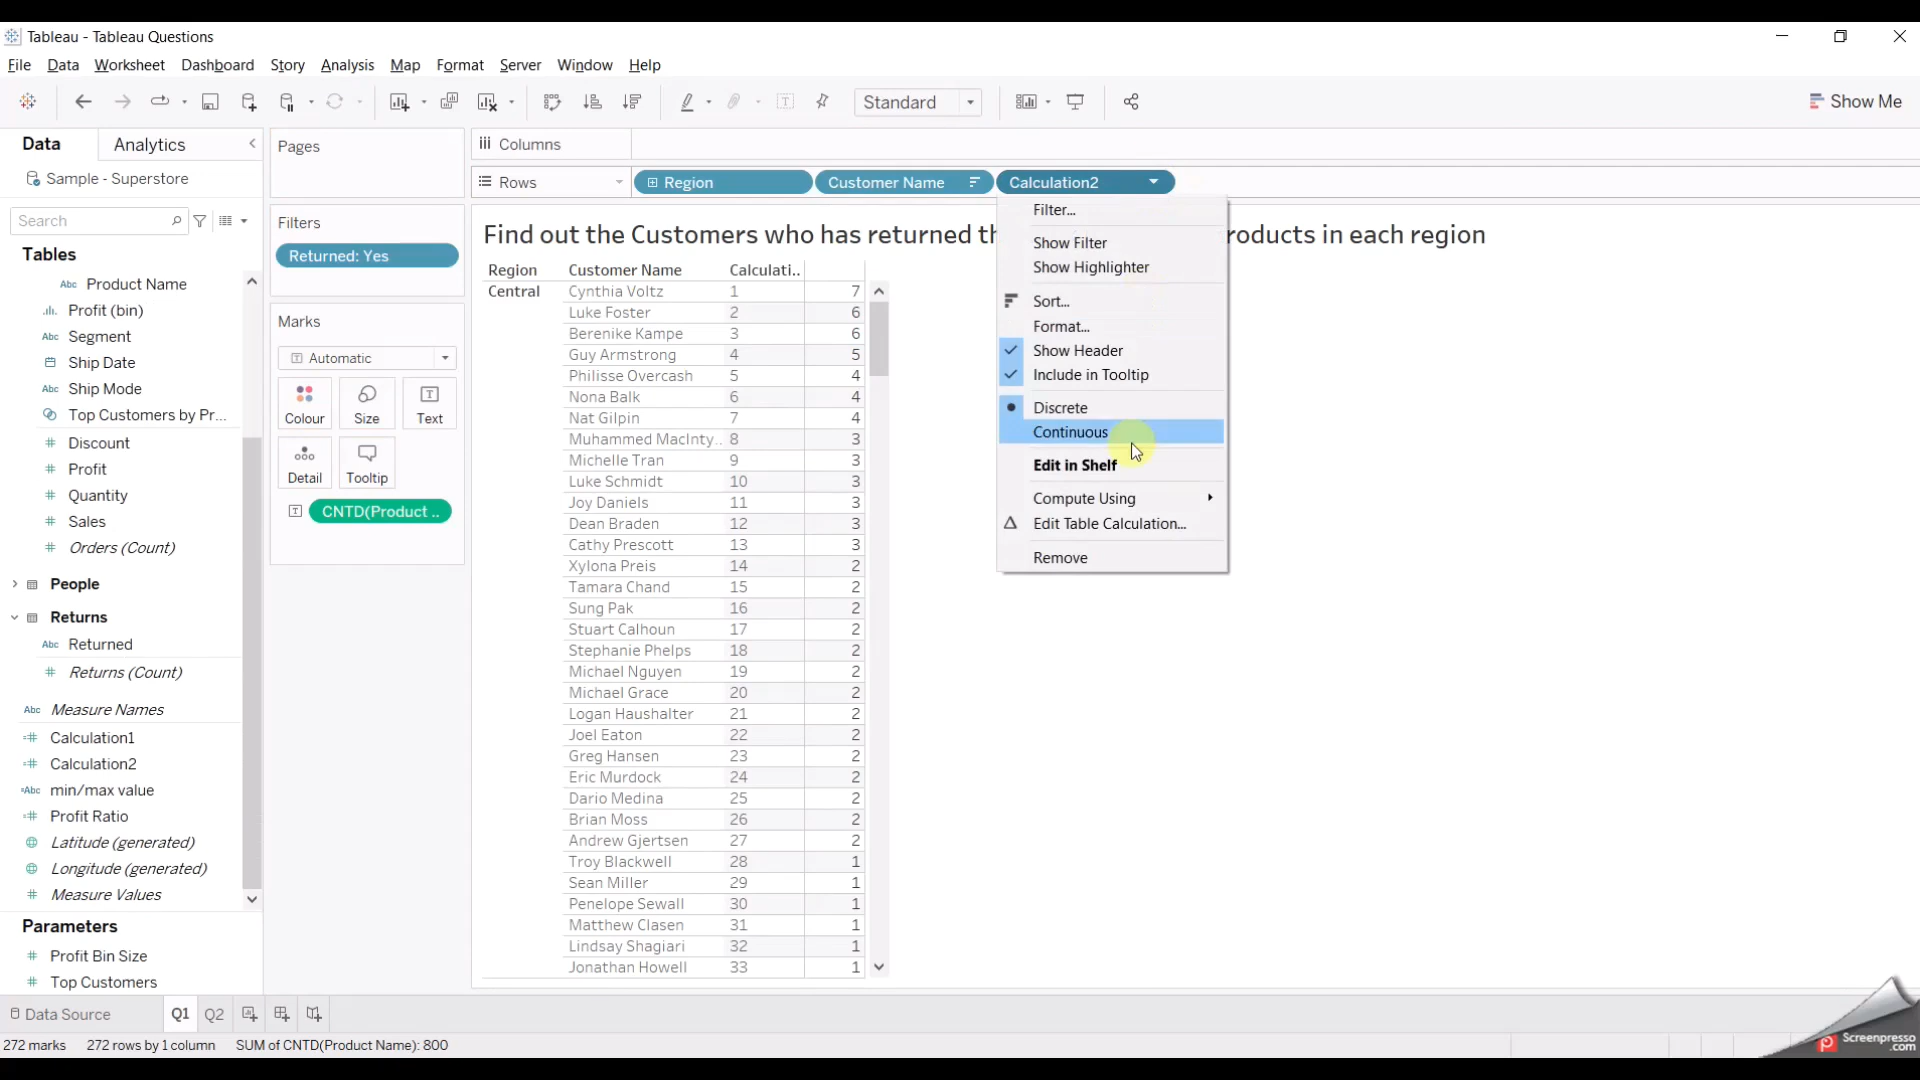 Tableau - Tableau Questions
File Data Worksheet Dashboard Story Analysis Map Format Server Window Help
Standard
Show Me
Data Analytics
Sample - Superstore
Search
Tables
Abc Product Name
Profit (bin)
Abc Segment
Ship Date
Abc Ship Mode
Top Customers by Pr...
# Discount
# Profit
# Quantity
# Sales
# Orders (Count)
People
Returns
Abc Returned
# Returns (Count)
Abc Measure Names
=# Calculation1
=# Calculation2
=Abc min/max value
=# Profit Ratio
Latitude (generated)
Longitude (generated)
# Measure Values
Parameters
# Profit Bin Size
# Top Customers
Pages
Filters
Returned: Yes
Marks
Automatic
Colour Size Text
Detail Tooltip
CNTD(Product ..
Columns
Rows Region Customer Name Calculation2
Find out the Customers who has returned th
roducts in each region
Region Customer Name Calculati..
Central Cynthia Voltz 1 7
Luke Foster 2 6
Berenike Kampe 3 6
Guy Armstrong 4 5
Philisse Overcash 5 4
Nona Balk 6 4
Nat Gilpin 7 4
Muhammed MacInty.. 8 3
Michelle Tran 9 3
Luke Schmidt 10 3
Joy Daniels 11 3
Dean Braden 12 3
Cathy Prescott 13 3
Xylona Preis 14 2
Tamara Chand 15 2
Sung Pak 16 2
Stuart Calhoun 17 2
Stephanie Phelps 18 2
Michael Nguyen 19 2
Michael Grace 20 2
Logan Haushalter 21 2
Joel Eaton 22 2
Greg Hansen 23 2
Eric Murdock 24 2
Dario Medina 25 2
Brian Moss 26 2
Andrew Gjertsen 27 2
Troy Blackwell 28 1
Sean Miller 29 1
Penelope Sewall 30 1
Matthew Clasen 31 1
Lindsay Shagiari 32 1
Jonathan Howell 33 1
Filter...
Show Filter
Show Highlighter
Sort...
Format...
Show Header
Include in Tooltip
Discrete
Continuous
Edit in Shelf
Compute Using
Edit Table Calculation...
Remove
Data Source Q1 Q2
272 marks 272 rows by 1 column SUM of CNTD(Product Name): 800
Screenpresso
.com